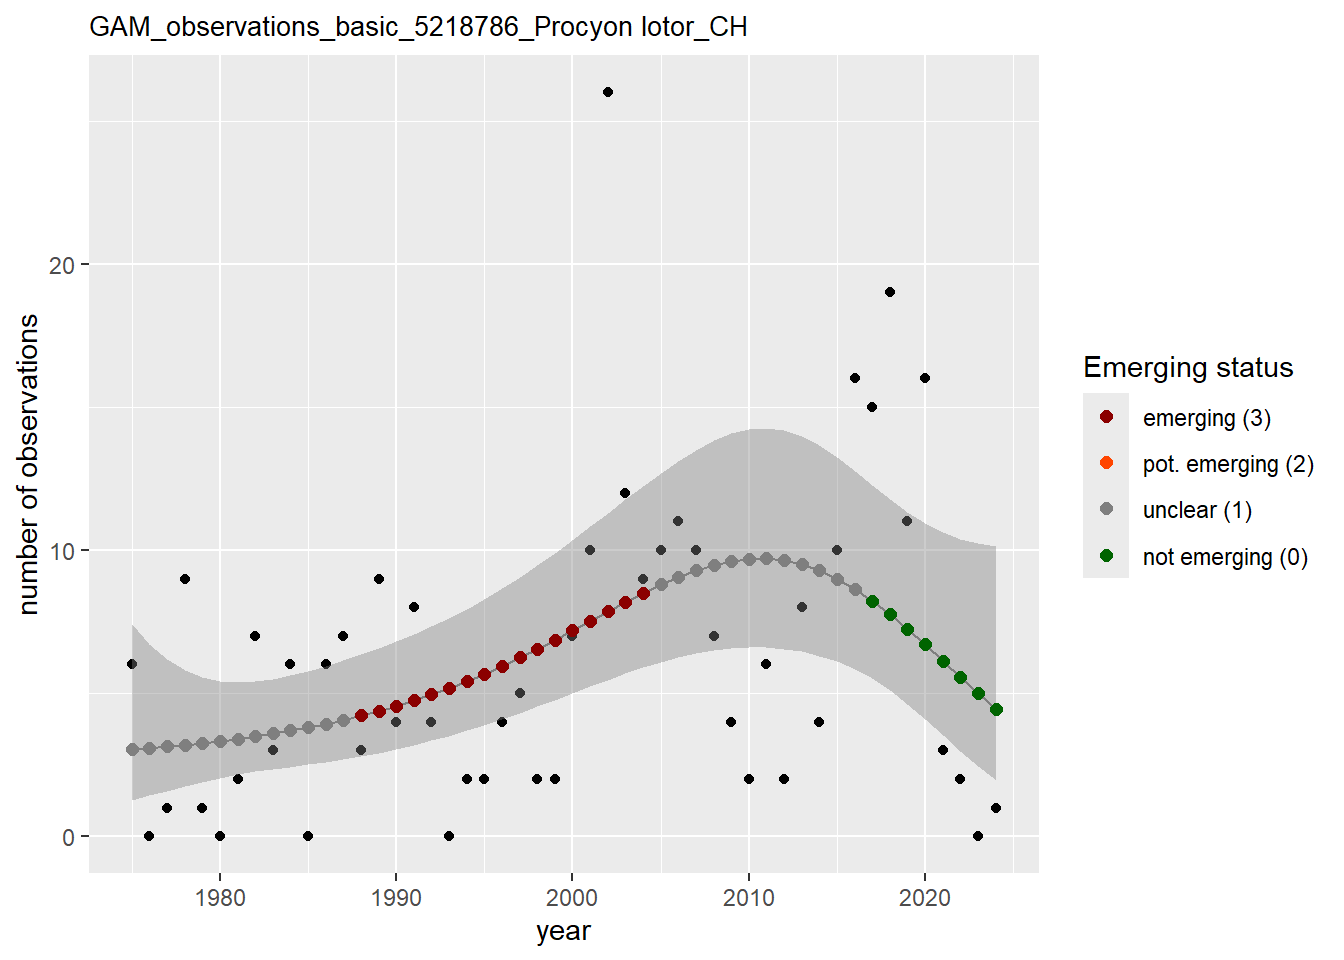 GAM_observations_basic_5218786_Procyon lotor_CH
number of observations
20
10
0
1980
1990
2000
2010
2020
year
Emerging status
emerging (3)
pot. emerging (2)
unclear (1)
not emerging (0)